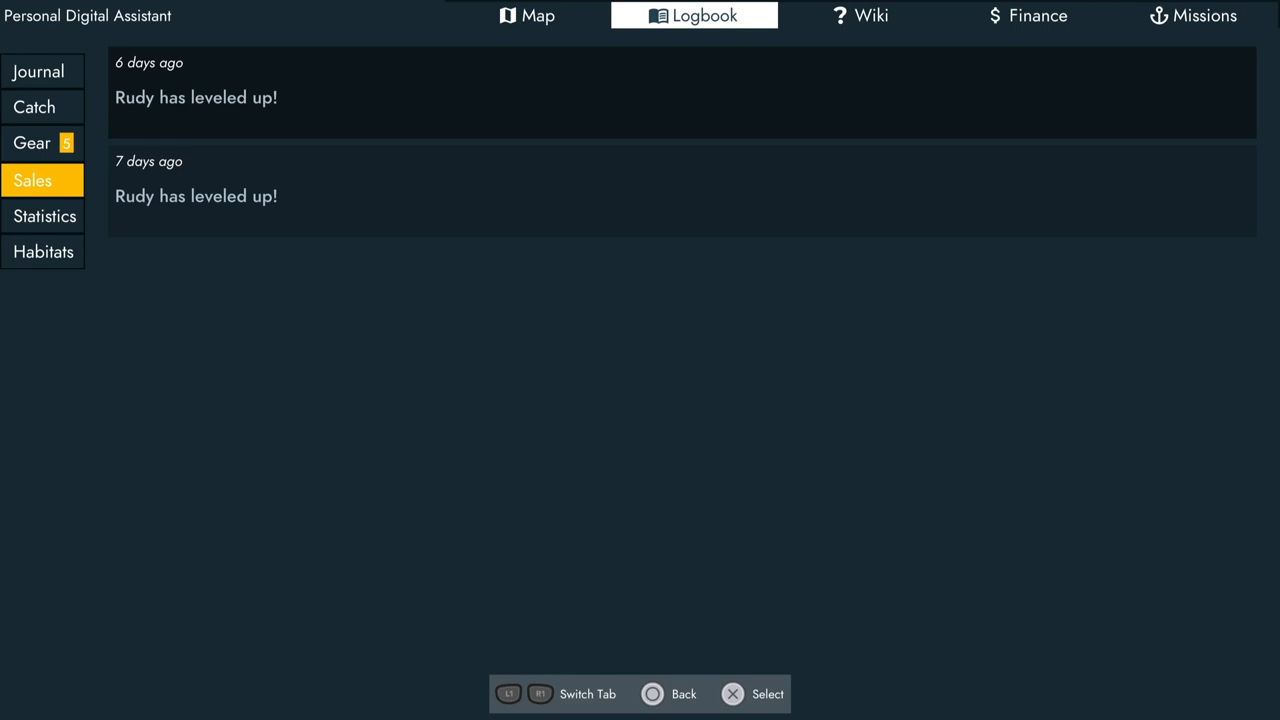 Personal Digital Assistant
Map
Logbook
? Wiki
$ Finance
Missions
Journal
Catch
Gear 5
Sales
Statistics
Habitats
6 days ago
Rudy has leveled up!
7 days ago
Rudy has leveled up!
L1 R1 Switch Tab Back Select